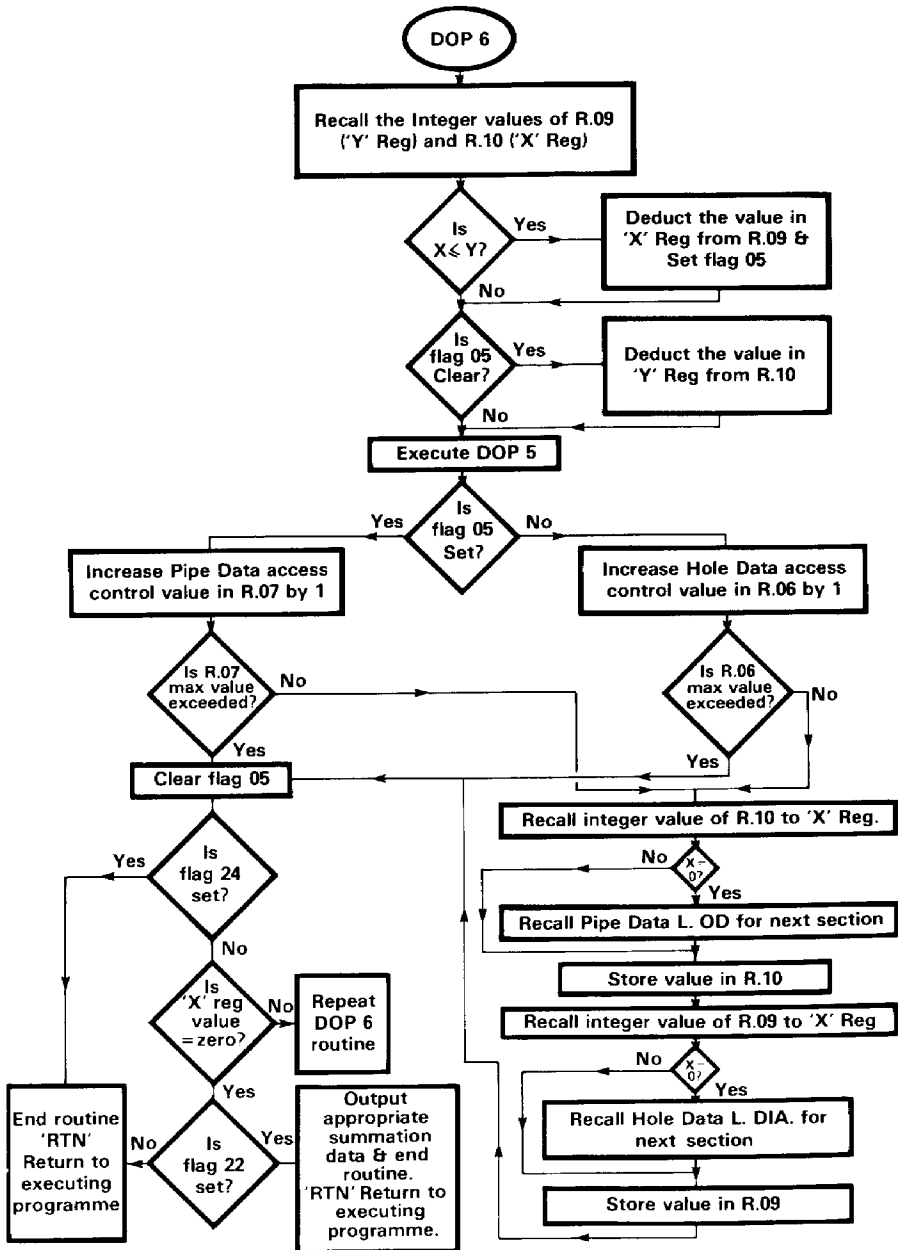 DOP 6
Recall the Integer values of R.09
('Y' Reg) and R.10 ('X' Reg)
Is
X⩽Y?
Yes
Deduct the value in
'X' Reg from R.09 &
Set flag 05
No
Is
flag 05
Clear?
Yes
Deduct the value in
'Y' Reg from R.10
No
Execute DOP 5
Is
flag 05
Set?
Yes
No
Increase Pipe Data access
control value in R.07 by 1
Increase Hole Data access
control value in R.06 by 1
Is R.07
max value
exceeded?
No
Yes
Is R.06
max value
exceeded?
No
Yes
Clear flag 05
Recall integer value of R.10 to 'X' Reg.
Is
flag 24
set?
Yes
No
X=
0?
No
Yes
Recall Pipe Data L. OD for next section
Store value in R.10
Is
'X' reg
value
=zero?
No
Repeat
DOP 6
routine
Yes
Recall integer value of R.09 to 'X' Reg
X=
0?
No
Yes
Recall Hole Data L. DIA. for
next section
Store value in R.09
End routine
'RTN'
Return to
executing
programme
No
Is
flag 22
set?
Yes
Output
appropriate
summation
data & end
routine.
'RTN' Return to
executing
programme.